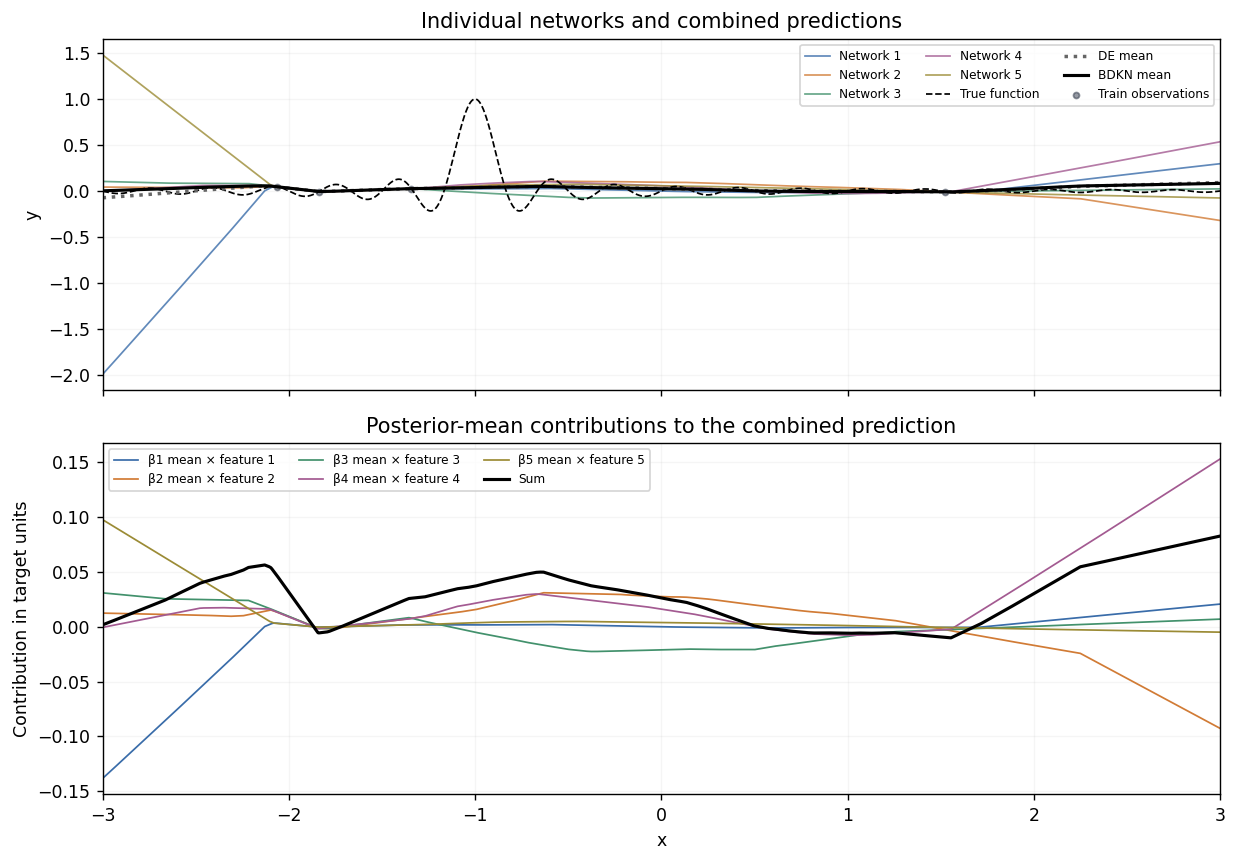 Individual networks and combined predictions
1.5
1.0
0.5
0.0
−0.5
−1.0
−1.5
−2.0
y
Network 1
Network 2
Network 3
Network 4
Network 5
True function
DE mean
BDKN mean
Train observations
Posterior-mean contributions to the combined prediction
0.15
0.10
0.05
0.00
−0.05
−0.10
−0.15
Contribution in target units
β1 mean × feature 1
β2 mean × feature 2
β3 mean × feature 3
β4 mean × feature 4
β5 mean × feature 5
Sum
−3
−2
−1
0
1
2
3
x